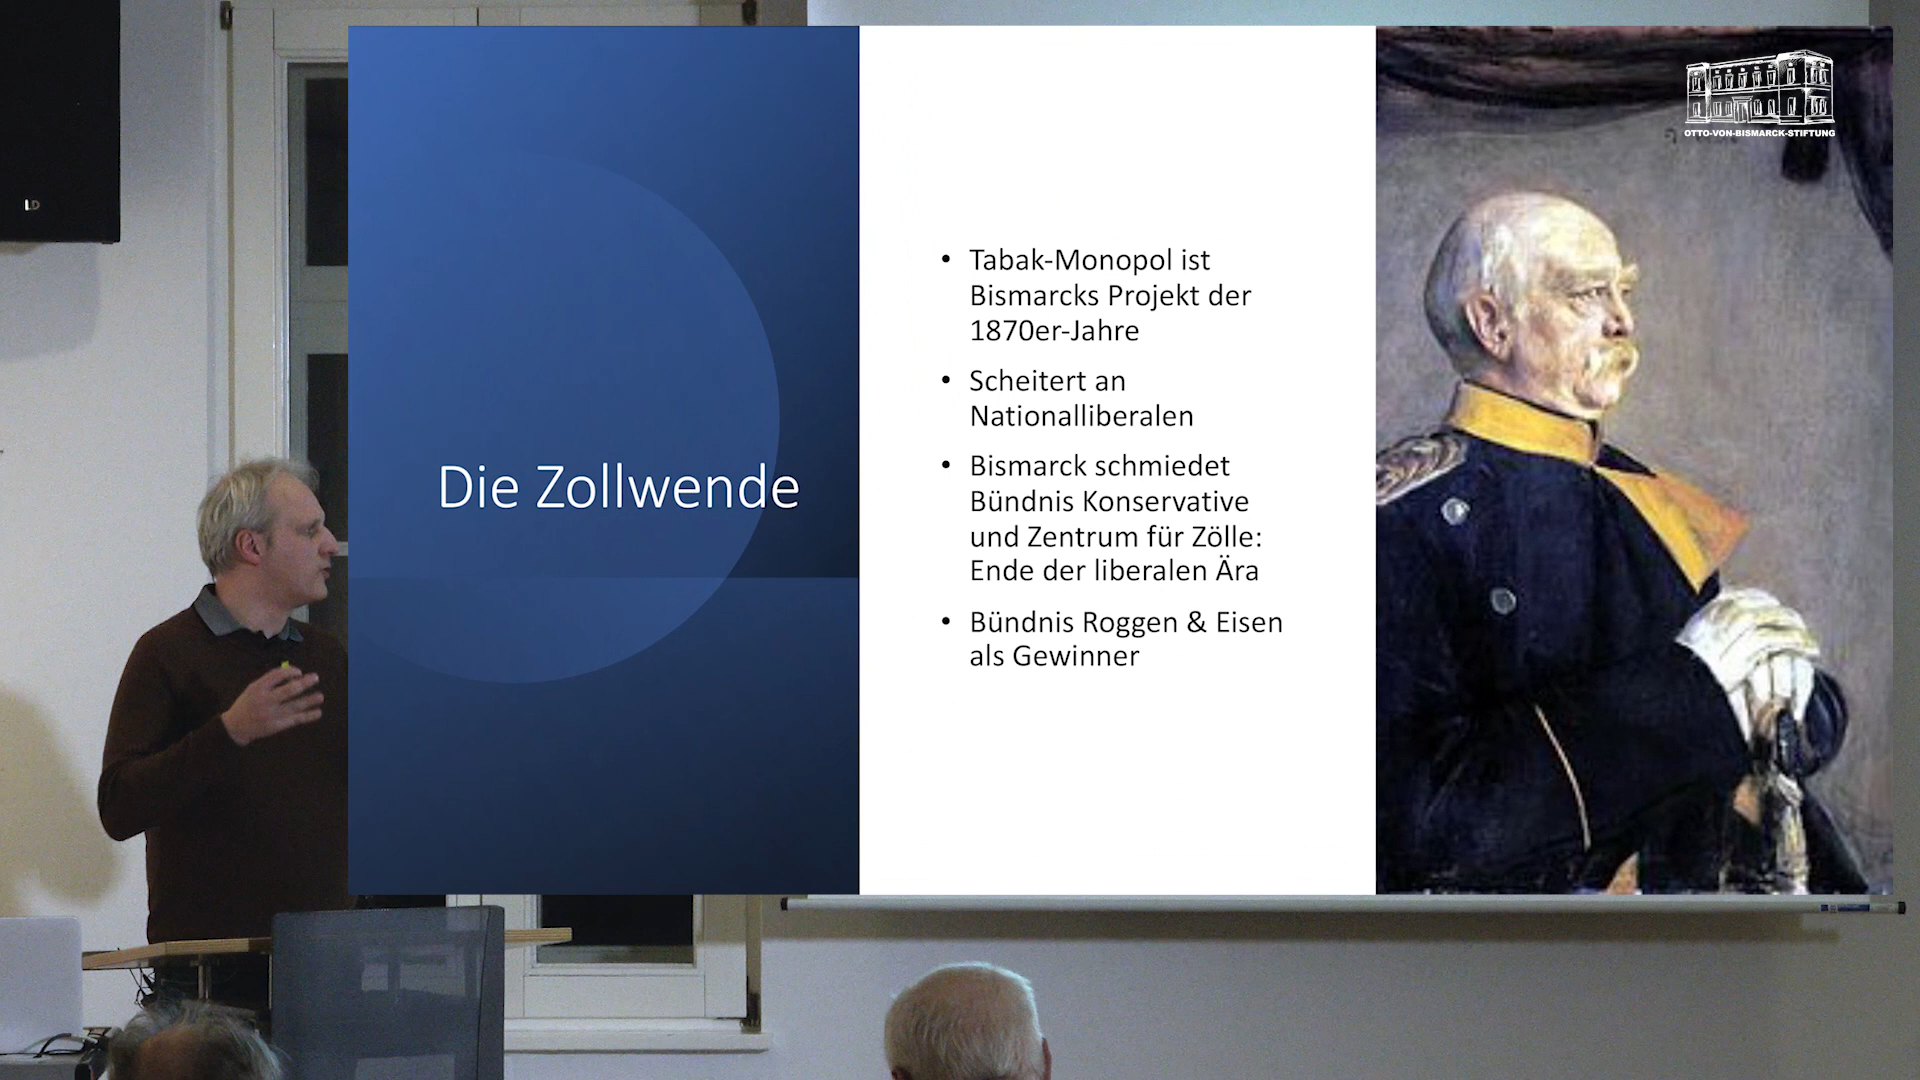 LD
OTTO-VON-BISMARCK-STIFTUNG
Die Zollwende
• Tabak-Monopol ist
Bismarcks Projekt der
1870er-Jahre
• Scheitert an
Nationalliberalen
• Bismarck schmiedet
Bündnis Konservative
und Zentrum für Zölle:
Ende der liberalen Ära
• Bündnis Roggen & Eisen
als Gewinner